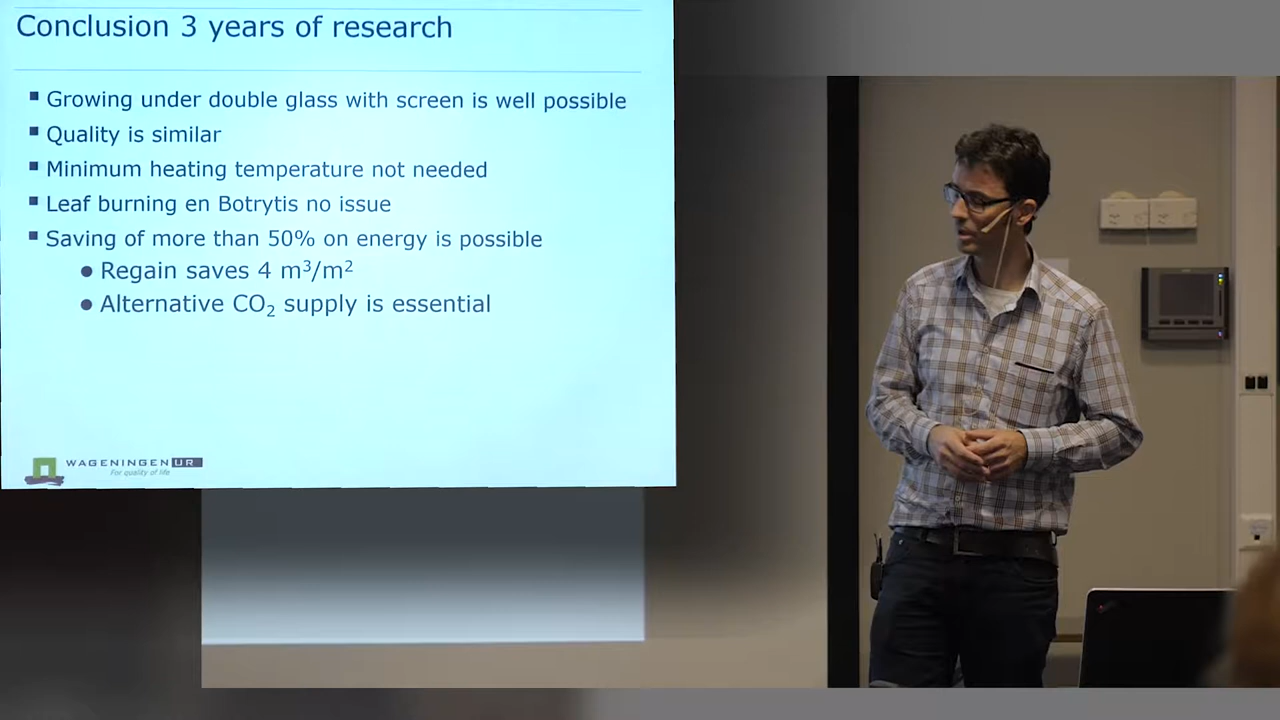 Conclusion 3 years of research
Growing under double glass with screen is well possible
Quality is similar
Minimum heating temperature not needed
Leaf burning en Botrytis no issue
Saving of more than 50% on energy is possible
Regain saves 4 m³/m²
Alternative CO₂ supply is essential
WAGENINGEN UR
For quality of life